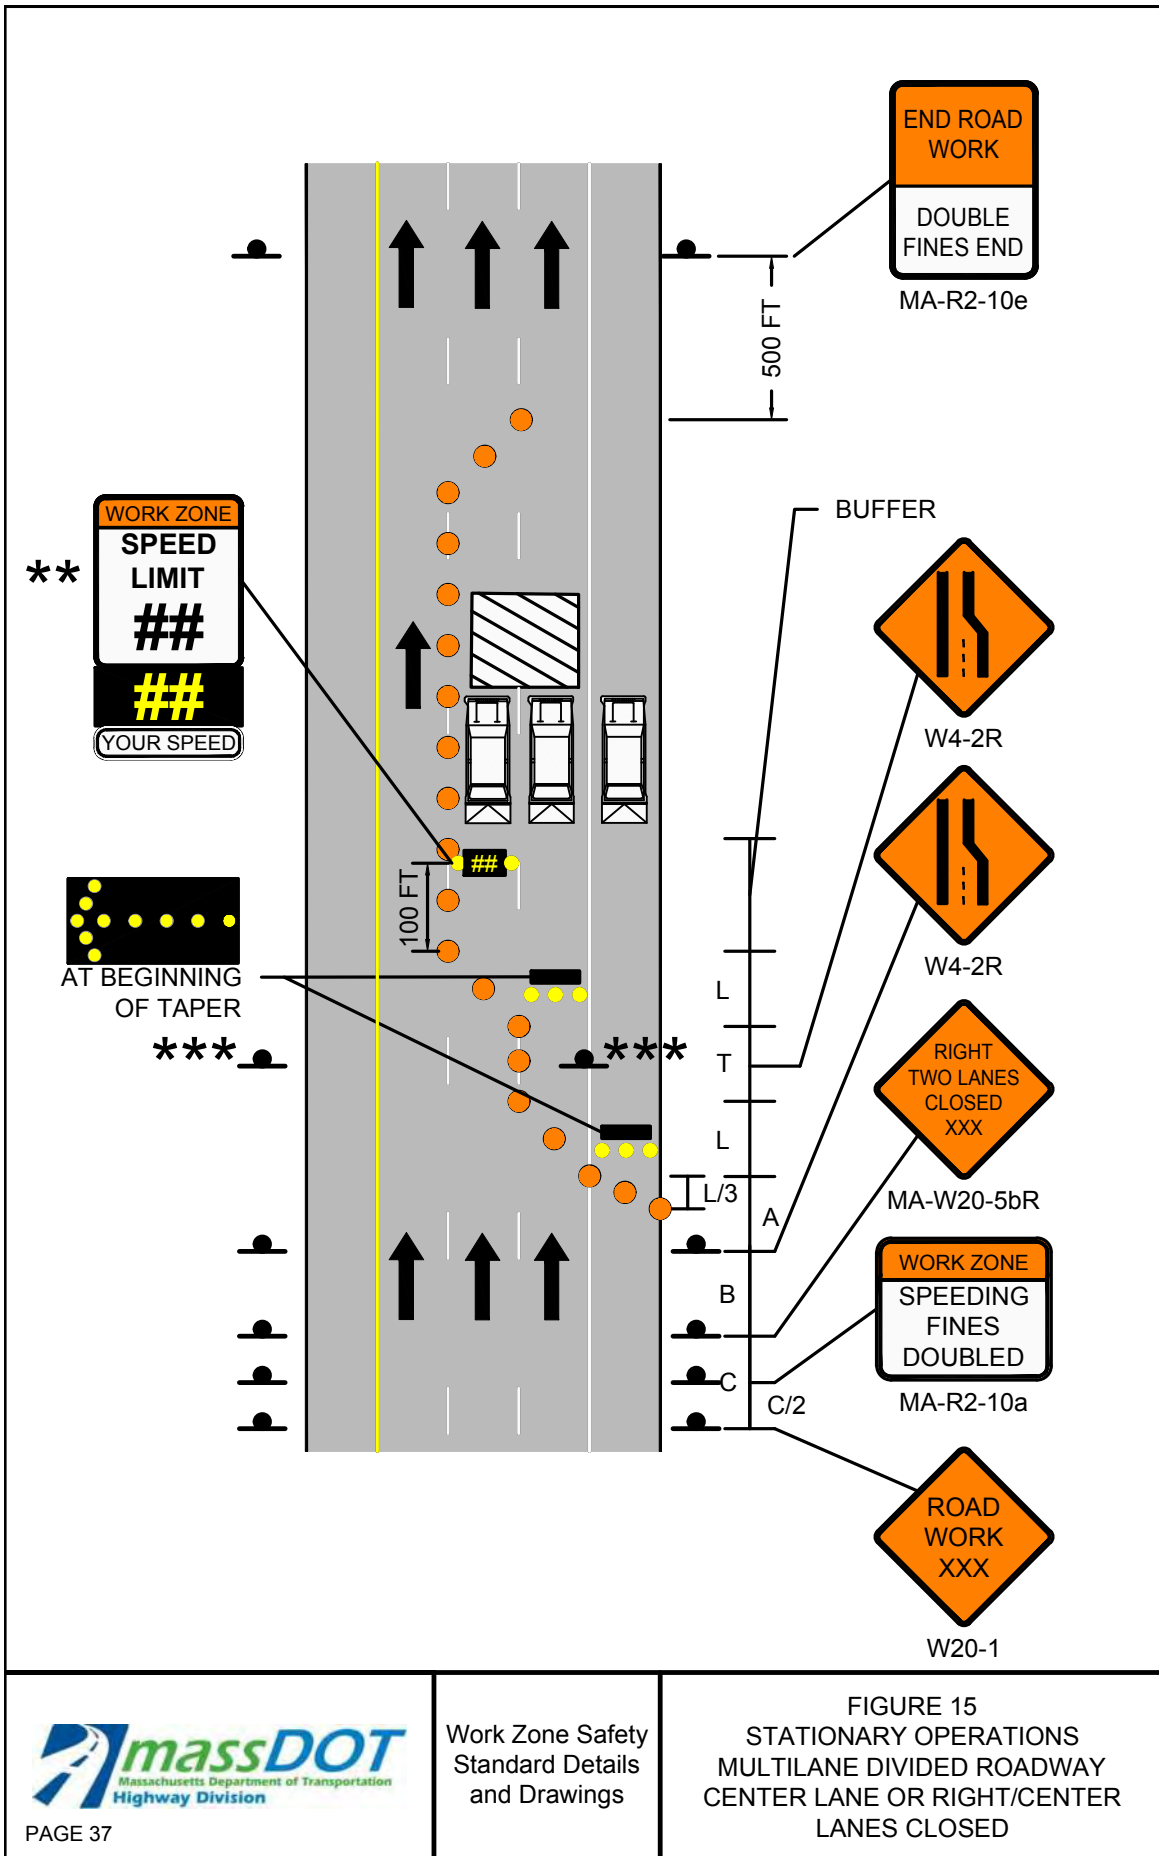 END ROAD
WORK
DOUBLE
FINES END
MA-R2-10e
500 FT
WORK ZONE
SPEED
LIMIT
##
##
YOUR SPEED
**
BUFFER
W4-2R
W4-2R
##
100 FT
AT BEGINNING
OF TAPER
***
***
L
T
L
L/3
A
B
C
C/2
RIGHT
TWO LANES
CLOSED
XXX
MA-W20-5bR
WORK ZONE
SPEEDING
FINES
DOUBLED
MA-R2-10a
ROAD
WORK
XXX
W20-1
massDOT
Massachusetts Department of Transportation
Highway Division
PAGE 37
Work Zone Safety
Standard Details
and Drawings
FIGURE 15
STATIONARY OPERATIONS
MULTILANE DIVIDED ROADWAY
CENTER LANE OR RIGHT/CENTER
LANES CLOSED